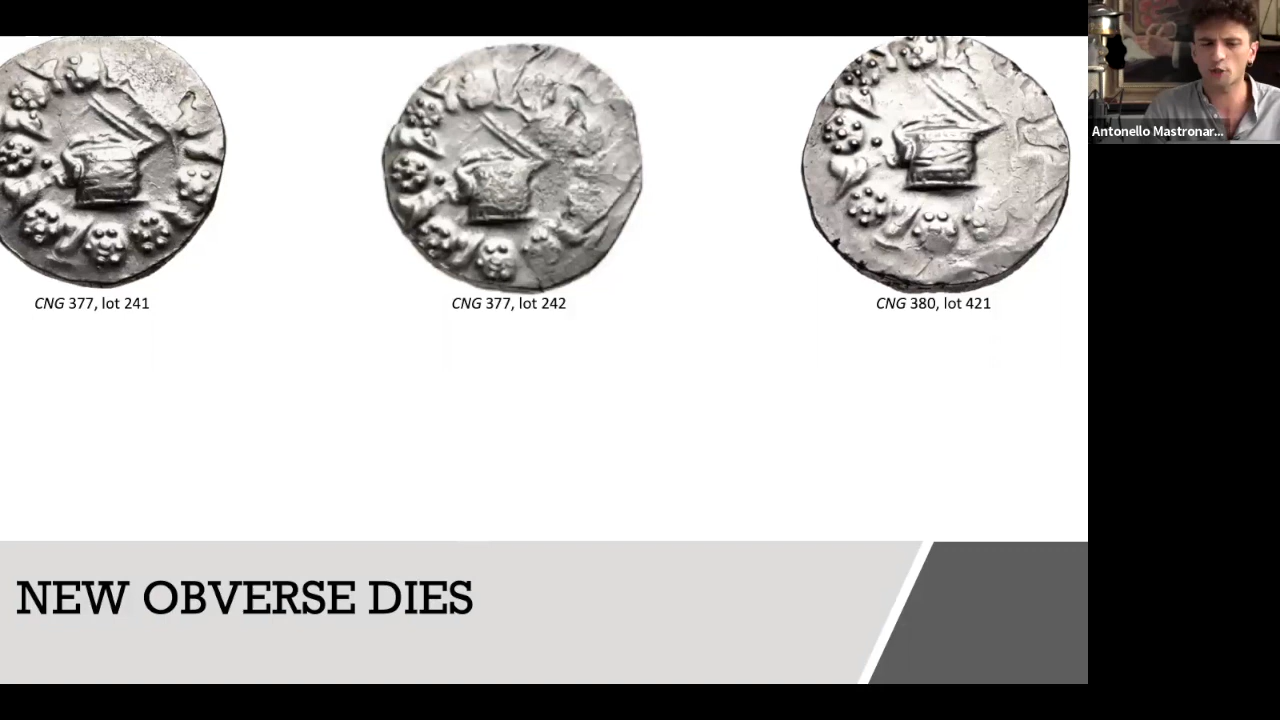 Antonello Mastronar...
CNG 377, lot 241
CNG 377, lot 242
CNG 380, lot 421
NEW OBVERSE DIES